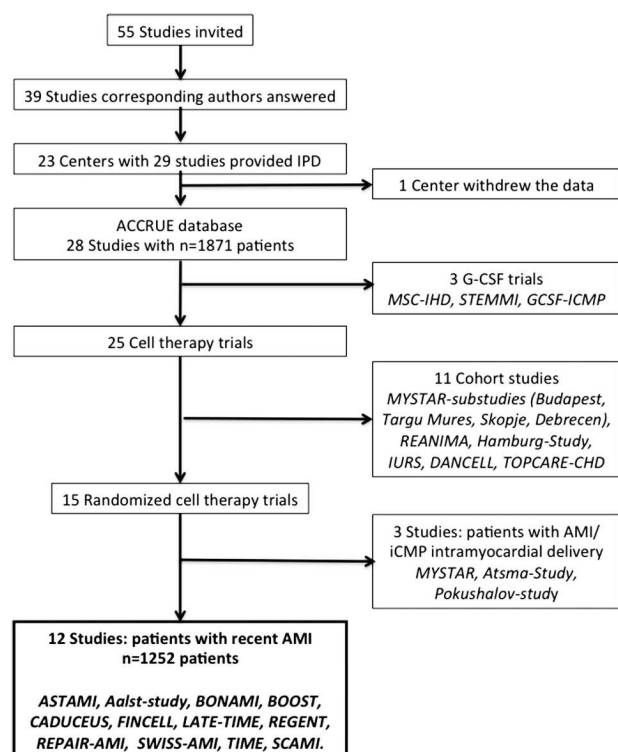 55 Studies invited
39 Studies corresponding authors answered
23 Centers with 29 studies provided IPD
1 Center withdrew the data
ACCRUE database
28 Studies with n=1871 patients
3 G-CSF trials
MSC-IHD, STEMMI, GCSF-ICMP
25 Cell therapy trials
11 Cohort studies
MYSTAR-substudies (Budapest,
Targu Mures, Skopje, Debrecen),
REANIMA, Hamburg-Study,
IURS, DANCELL, TOPCARE-CHD
15 Randomized cell therapy trials
3 Studies: patients with AMI/
iCMP intramyocardial delivery
MYSTAR, Atsma-Study,
Pokushalov-study
12 Studies: patients with recent AMI
n=1252 patients
ASTAMI, Aalst-study, BONAMI, BOOST,
CADUCEUS, FINCELL, LATE-TIME, REGENT,
REPAIR-AMI, SWISS-AMI, TIME, SCAMI.